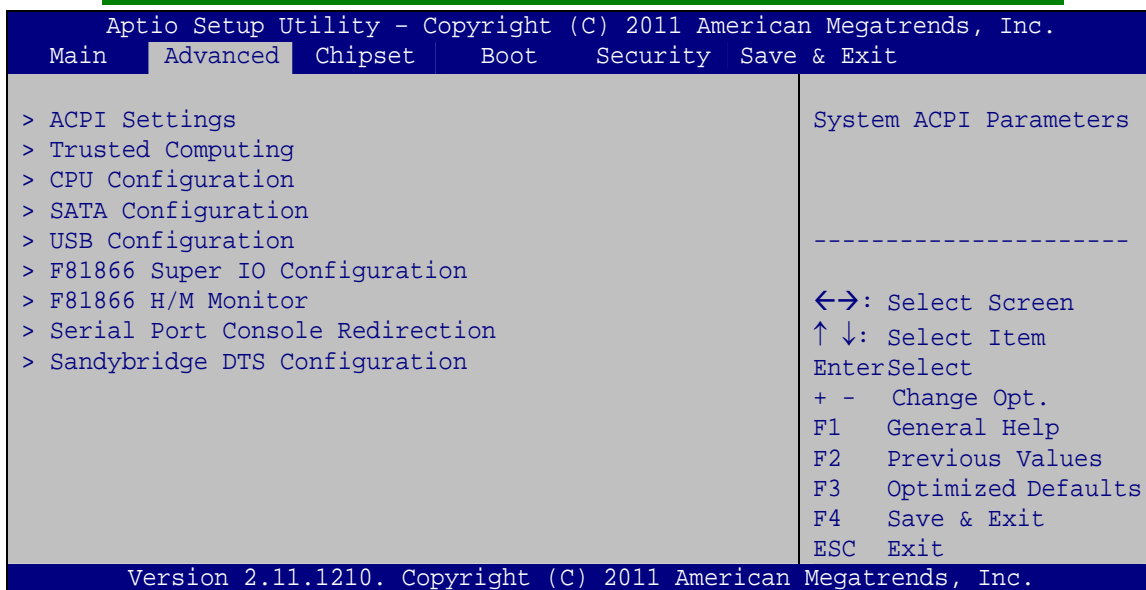 Aptio Setup Utility – Copyright (C) 2011 American Megatrends, Inc.
Main Advanced Chipset Boot Security Save & Exit
> ACPI Settings
> Trusted Computing
> CPU Configuration
> SATA Configuration
> USB Configuration
> F81866 Super IO Configuration
> F81866 H/M Monitor
> Serial Port Console Redirection
> Sandybridge DTS Configuration
System ACPI Parameters
----------------------
←→: Select Screen
↑ ↓: Select Item
EnterSelect
+ - Change Opt.
F1 General Help
F2 Previous Values
F3 Optimized Defaults
F4 Save & Exit
ESC Exit
Version 2.11.1210. Copyright (C) 2011 American Megatrends, Inc.